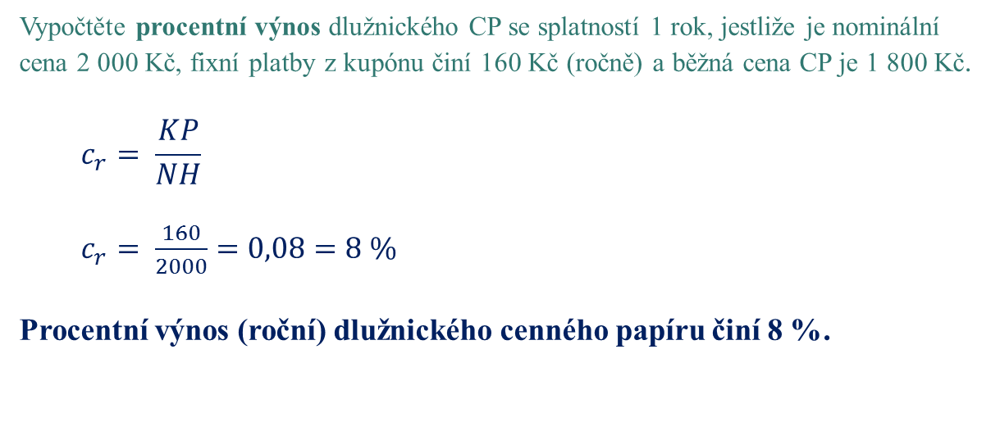 Vypočtěte procentní výnos dlužnického CP se splatností 1 rok, jestliže je nominální
cena 2 000 Kč, fixní platby z kupónu činí 160 Kč (ročně) a běžná cena CP je 1 800 Kč.
c_r = KP / NH
c_r = 160 / 2000 = 0,08 = 8 %
Procentní výnos (roční) dlužnického cenného papíru činí 8 %.